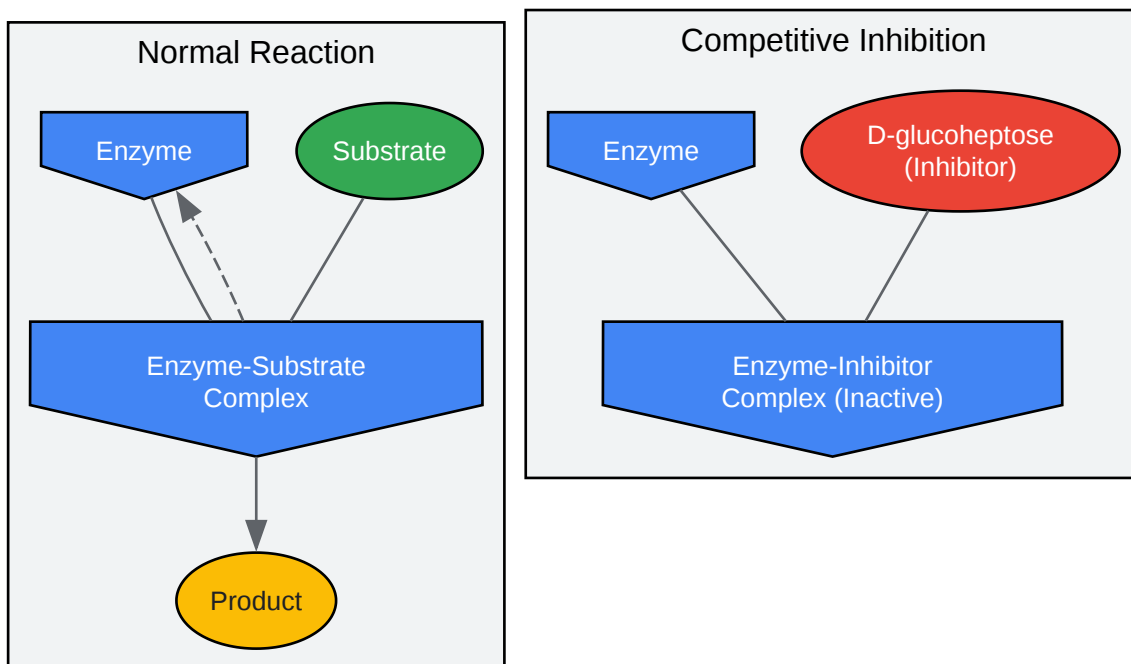 Normal Reaction
Enzyme
Substrate
Enzyme-Substrate
Complex
Product
Competitive Inhibition
Enzyme
D-glucoheptose
(Inhibitor)
Enzyme-Inhibitor
Complex (Inactive)